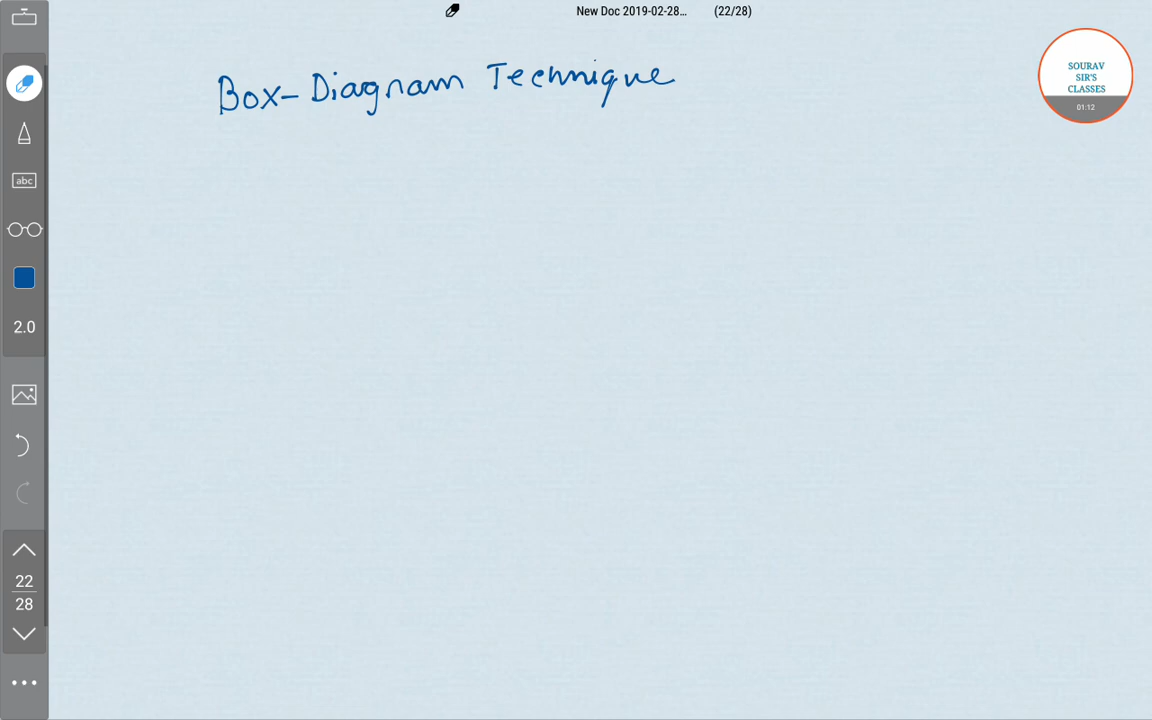 New Doc 2019-02-28... (22/28)
Box-Diagram Technique
SOURAV
SIR'S
CLASSES
01:12
abc
2.0
22
28